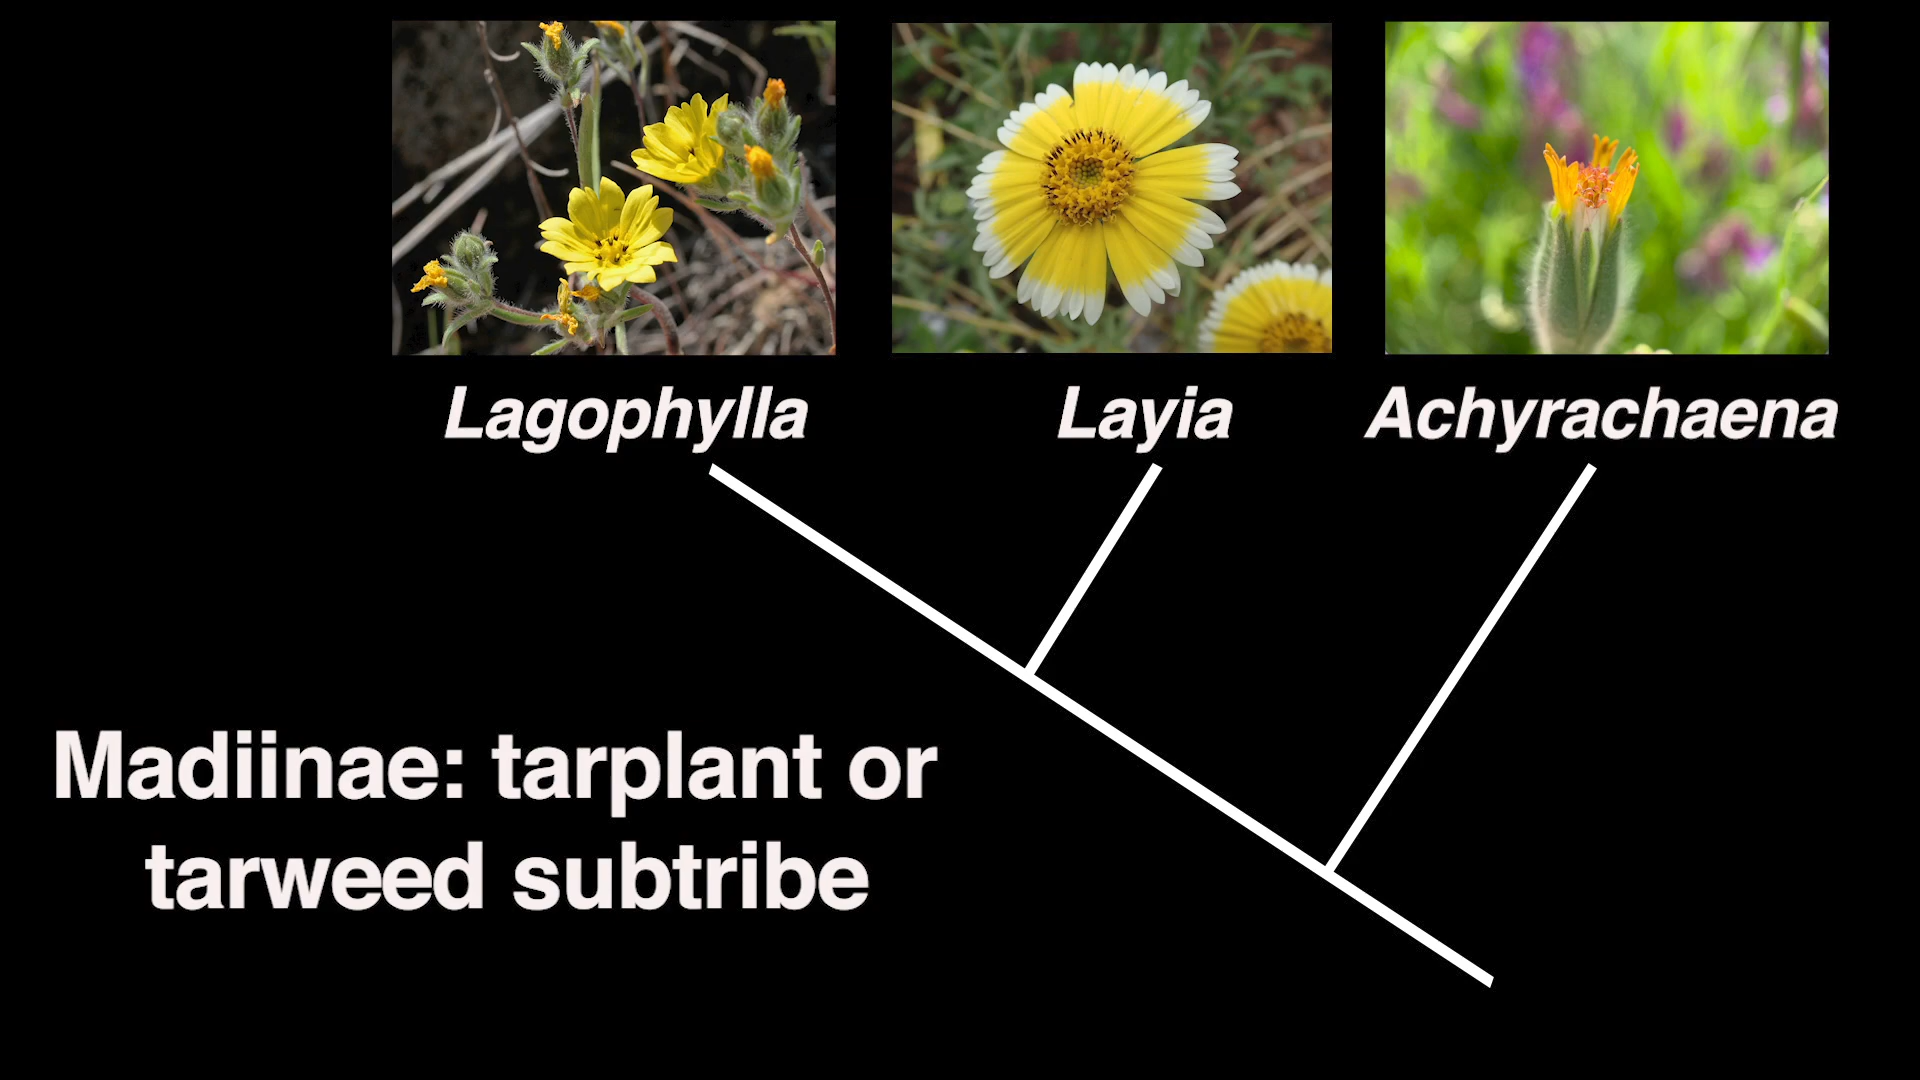 Lagophylla
Layia
Achyrachaena
Madiinae: tarplant or
tarweed subtribe